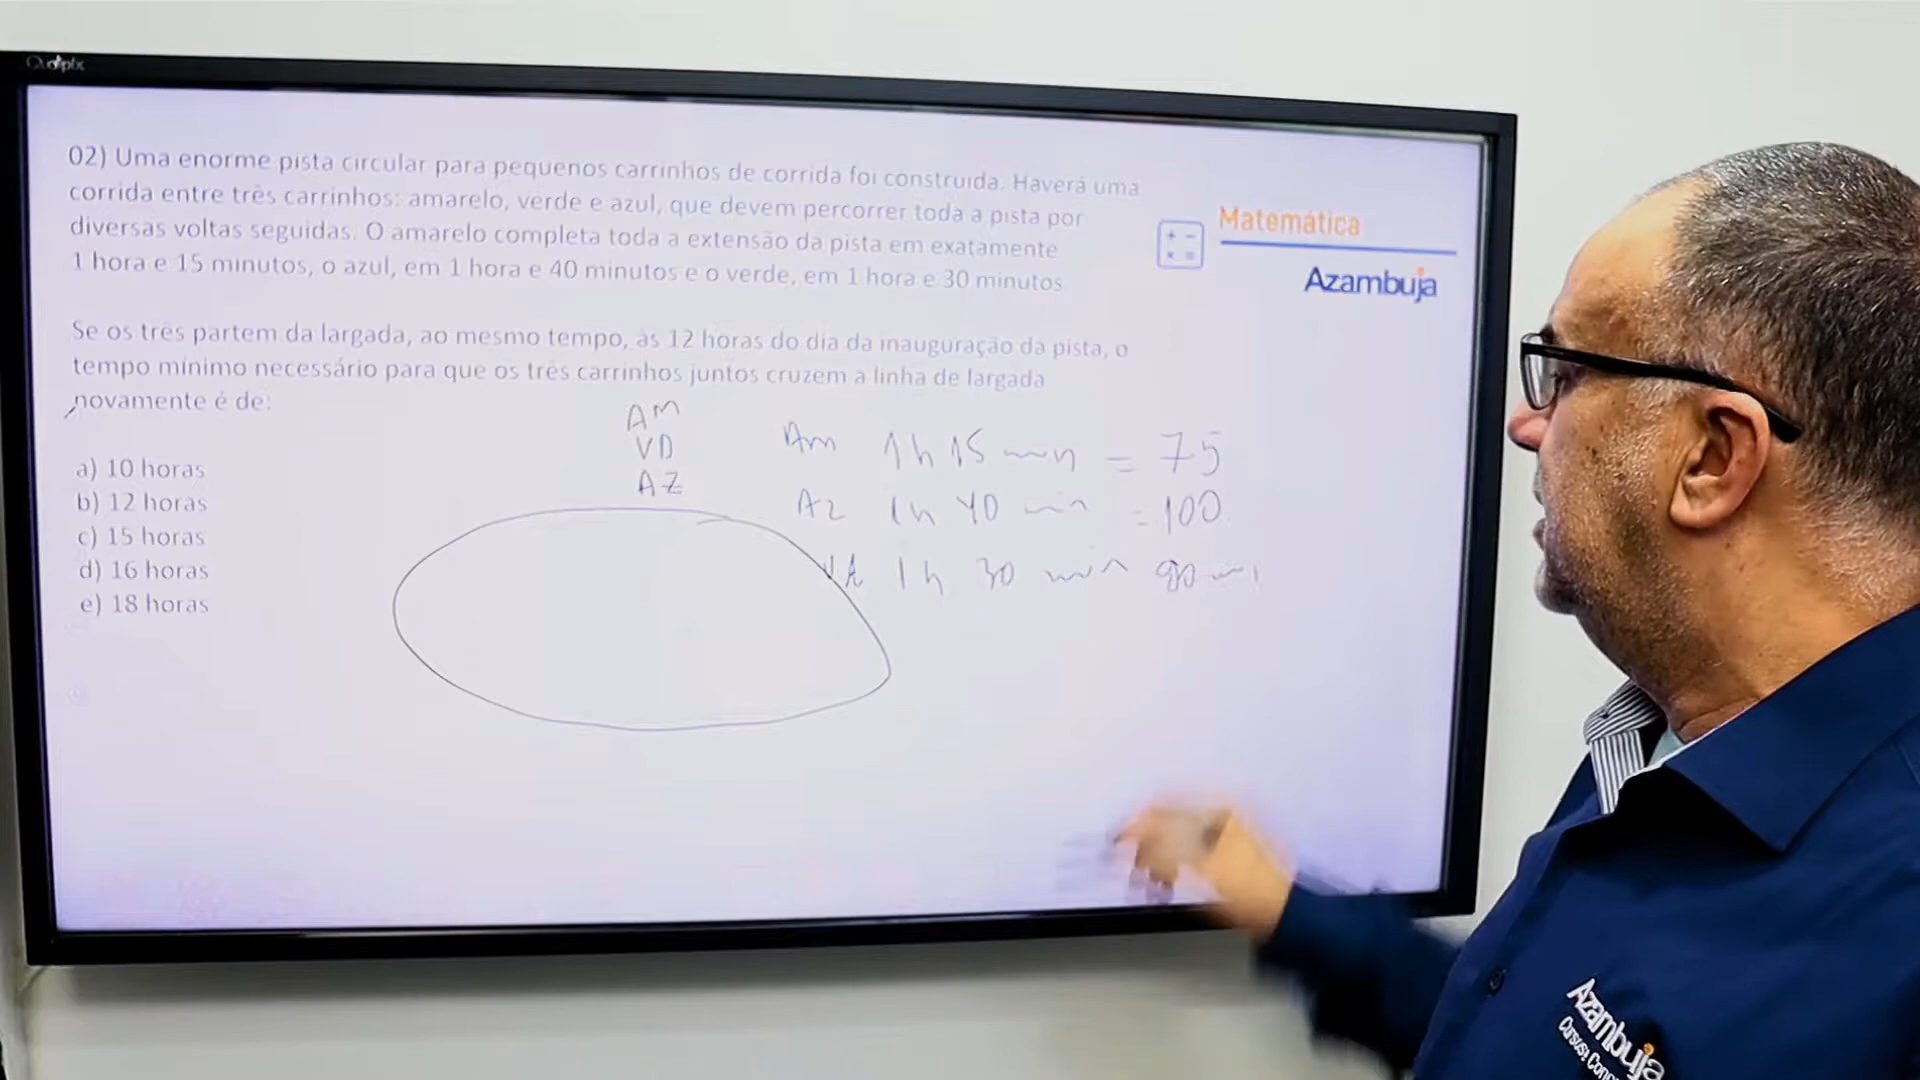 02) Uma enorme pista circular para pequenos carrinhos de corrida foi construída. Haverá uma
corrida entre três carrinhos: amarelo, verde e azul, que devem percorrer toda a pista por
diversas voltas seguidas. O amarelo completa toda a extensão da pista em exatamente
1 hora e 15 minutos, o azul, em 1 hora e 40 minutos e o verde, em 1 hora e 30 minutos
Se os três partem da largada, ao mesmo tempo, às 12 horas do dia da inauguração da pista, o
tempo mínimo necessário para que os três carrinhos juntos cruzem a linha de largada
novamente é de:
a) 10 horas
b) 12 horas
c) 15 horas
d) 16 horas
e) 18 horas
Matemática
Azambuja
AM
VD
AZ
Am 1h 15 min = 75
Az 1h 40 min = 100
1h 30 min 90
Azambuja